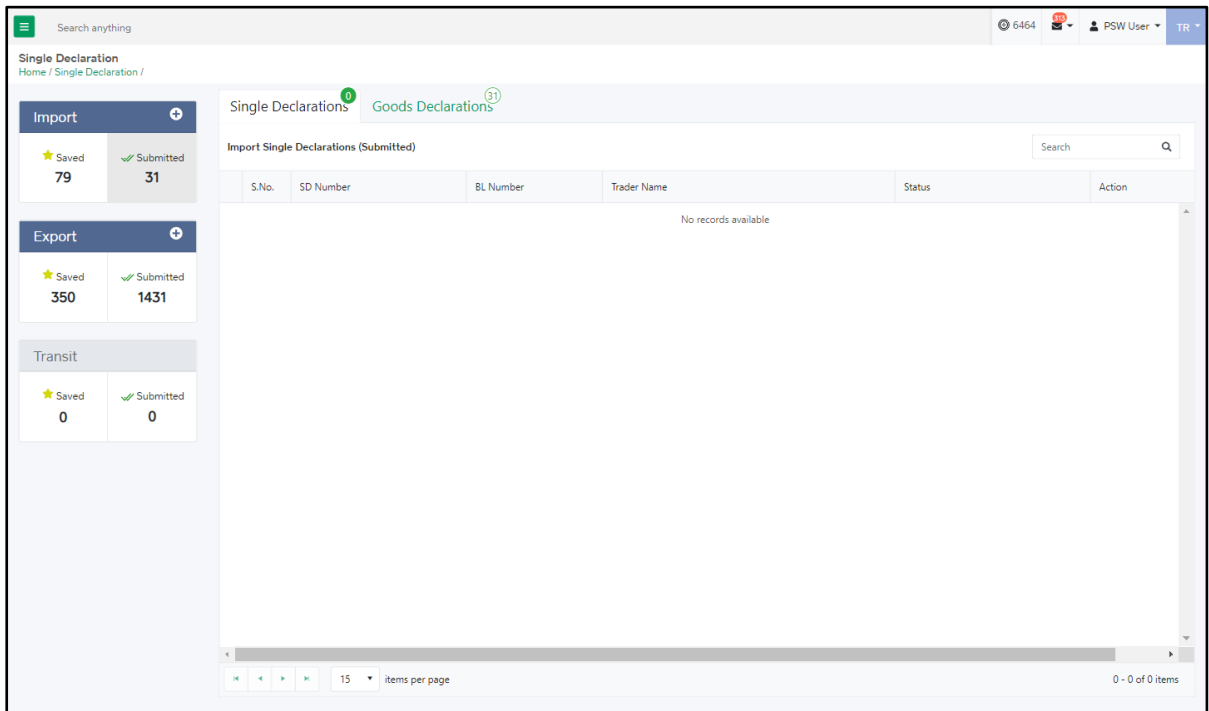 Search anything
6464
313
PSW User
TR
Single Declaration
Home / Single Declaration /
Import
Saved
79
Submitted
31
Export
Saved
350
Submitted
1431
Transit
Saved
0
Submitted
0
Single Declarations 0
Goods Declarations 31
Import Single Declarations (Submitted)
Search
S.No. SD Number BL Number Trader Name Status Action
No records available
15 items per page
0 - 0 of 0 items